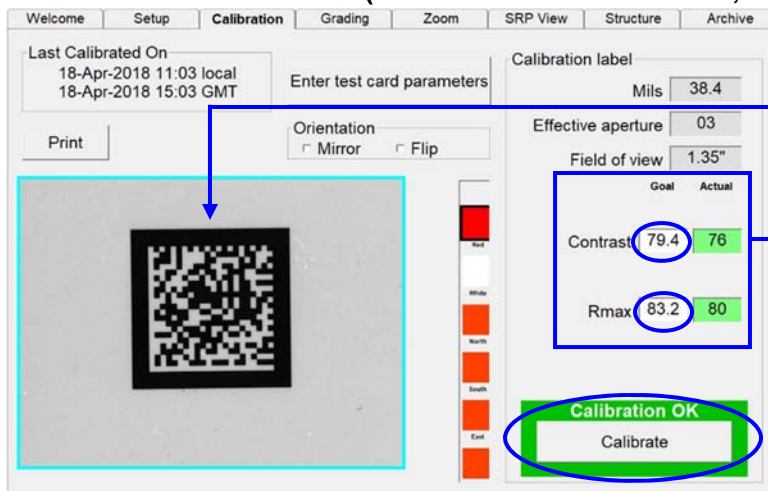 Welcome Setup Calibration Grading Zoom SRP View Structure Archive
Last Calibrated On
18-Apr-2018 11:03 local
18-Apr-2018 15:03 GMT
Enter test card parameters
Print
Orientation
Mirror Flip
Calibration label
Mils 38.4
Effective aperture 03
Field of view 1.35"
Goal Actual
Contrast 79.4 76
Rmax 83.2 80
Red
White
North
South
East
Calibration OK
Calibrate